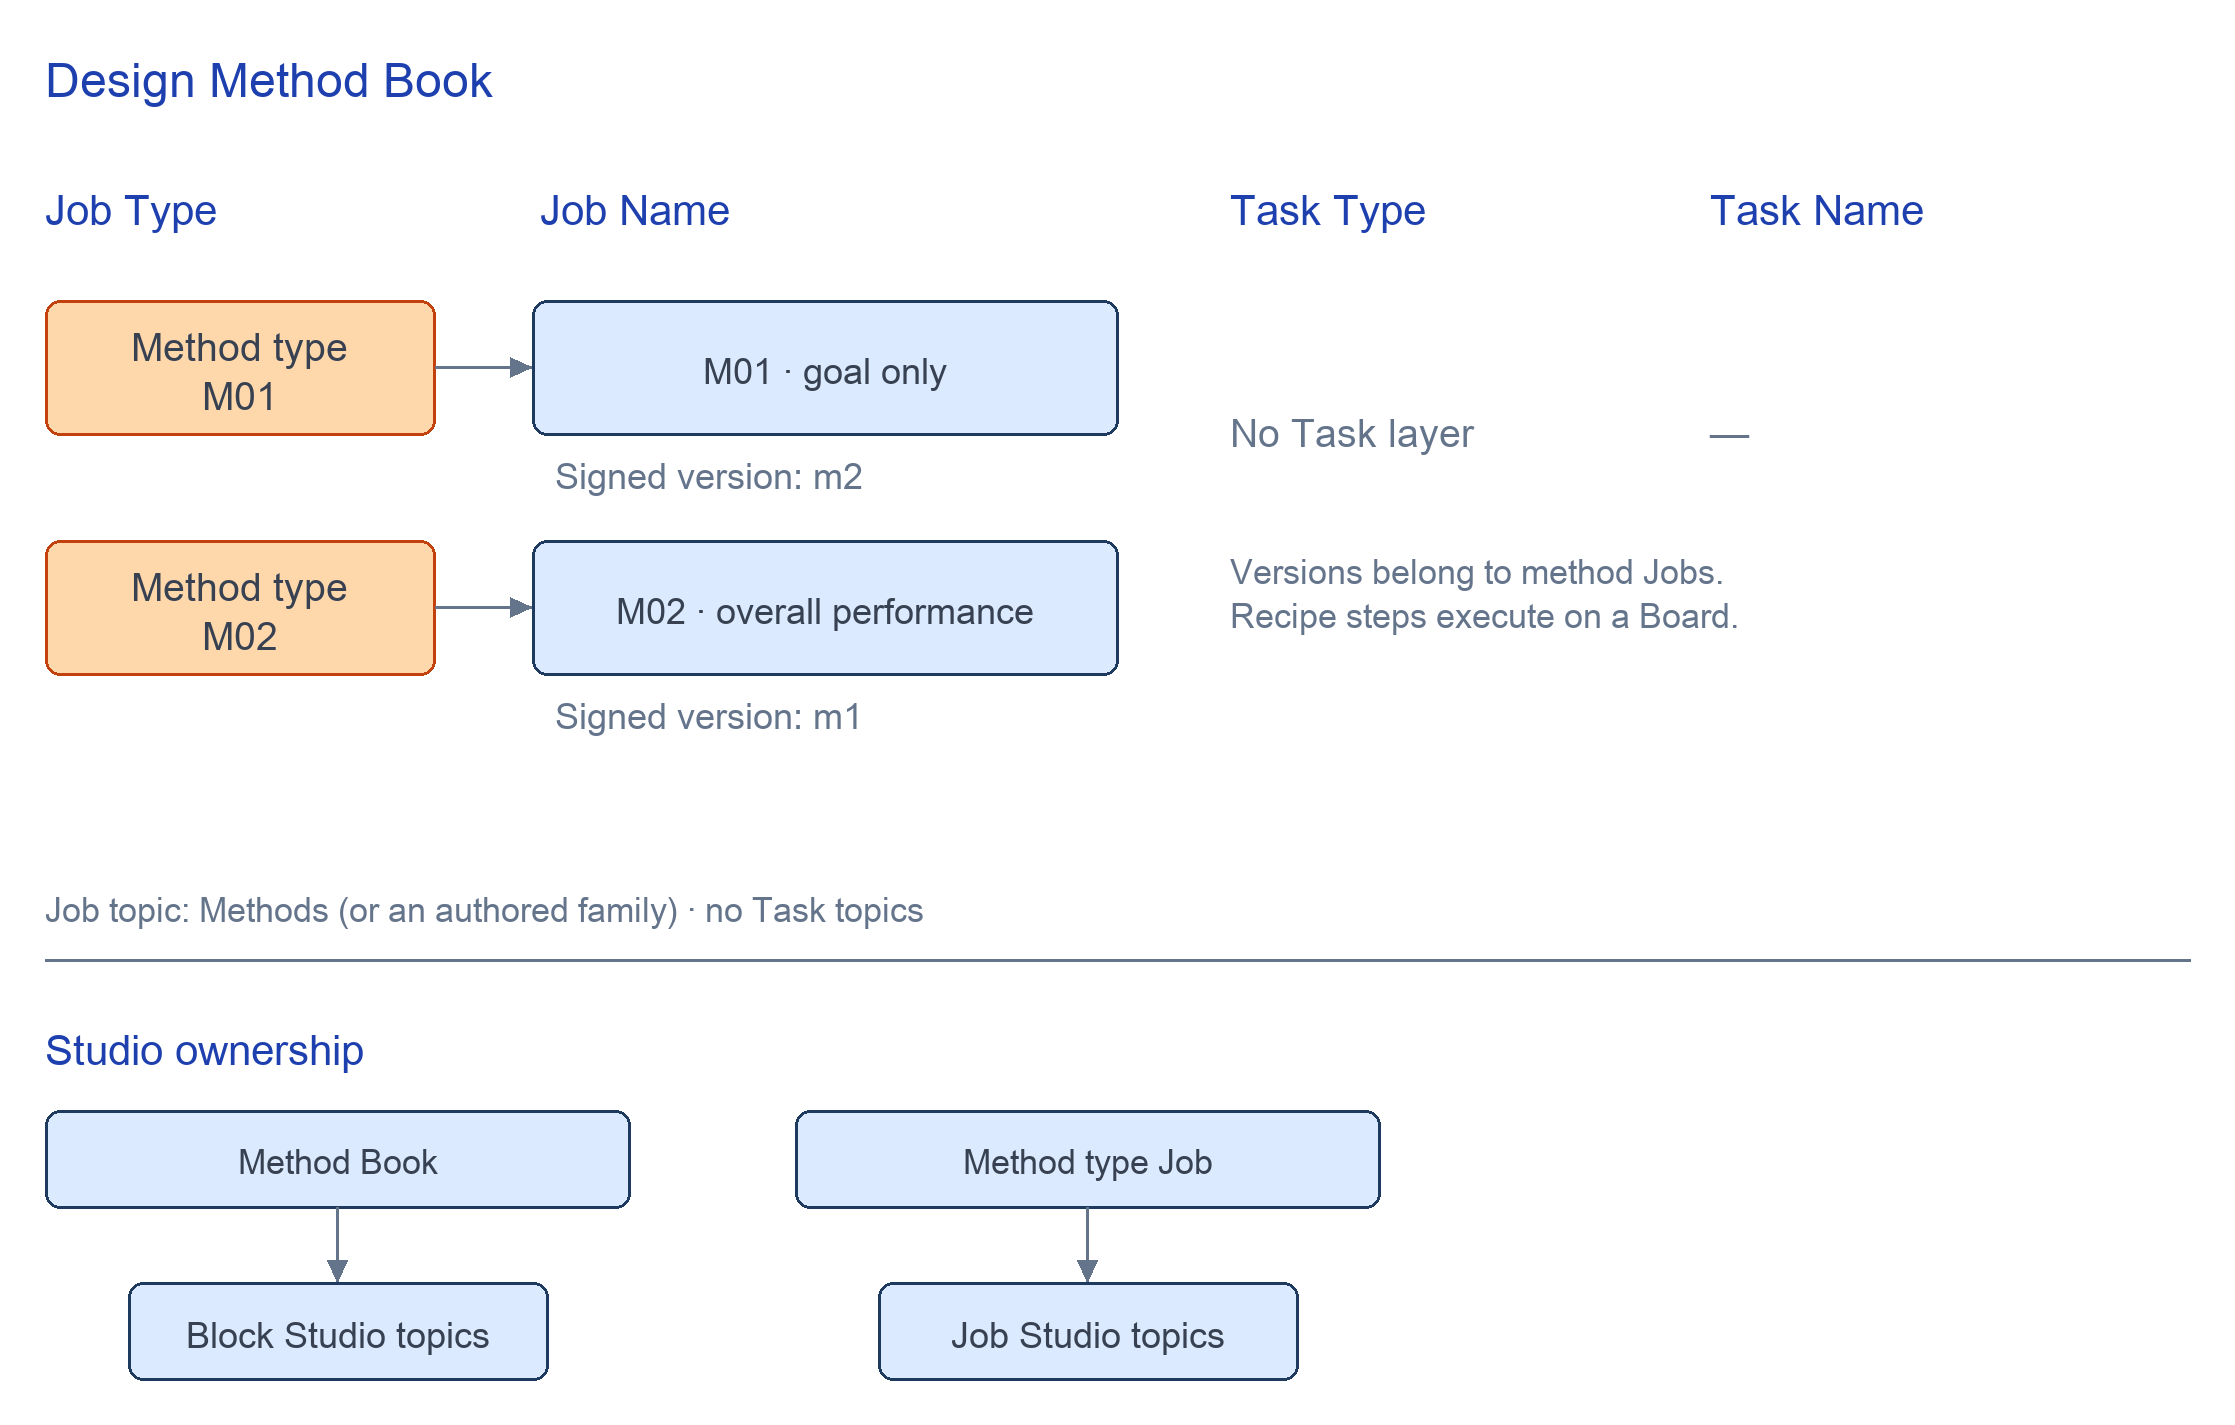 Design Method Book
Job Type
Job Name
Task Type
Task Name
Method type
M01
M01 · goal only
Signed version: m2
No Task layer
—
Method type
M02
M02 · overall performance
Signed version: m1
Versions belong to method Jobs.
Recipe steps execute on a Board.
Job topic: Methods (or an authored family) · no Task topics
Studio ownership
Method Book
Method type Job
Block Studio topics
Job Studio topics